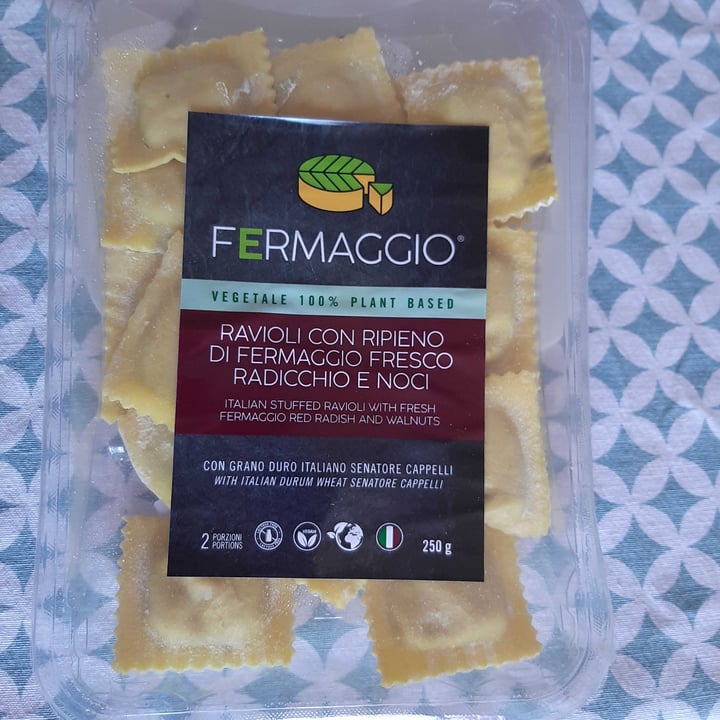 FERMAGGIO®
VEGETALE 100% PLANT BASED
RAVIOLI CON RIPIENO
DI FERMAGGIO FRESCO
RADICCHIO E NOCI
ITALIAN STUFFED RAVIOLI WITH FRESH
FERMAGGIO RED RADISH AND WALNUTS
CON GRANO DURO ITALIANO SENATORE CAPPELLI
WITH ITALIAN DURUM WHEAT SENATORE CAPPELLI
2 PORZIONI
PORTIONS
VEGAN
250 g